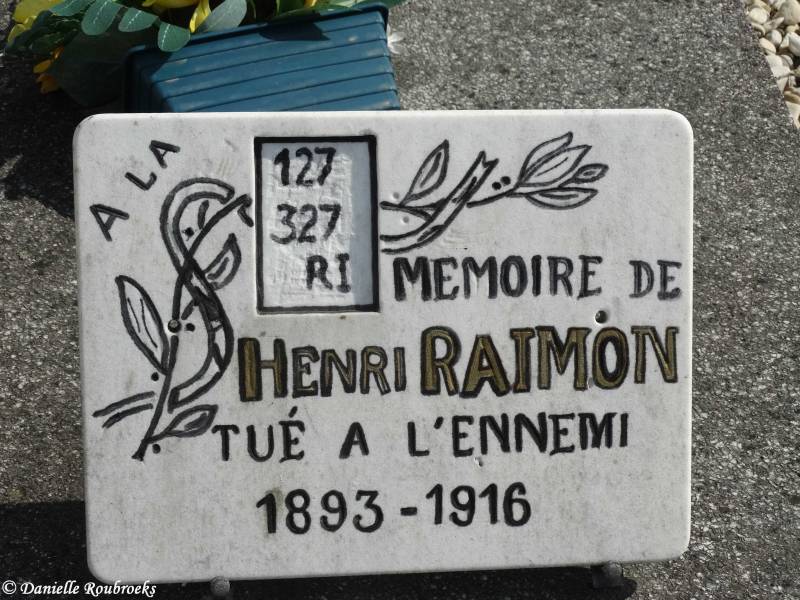 A LA
127
327
RI
MEMOIRE DE
HENRI RAIMON
TUÉ A L'ENNEMI
1893 - 1916
© Danielle Roubroeks